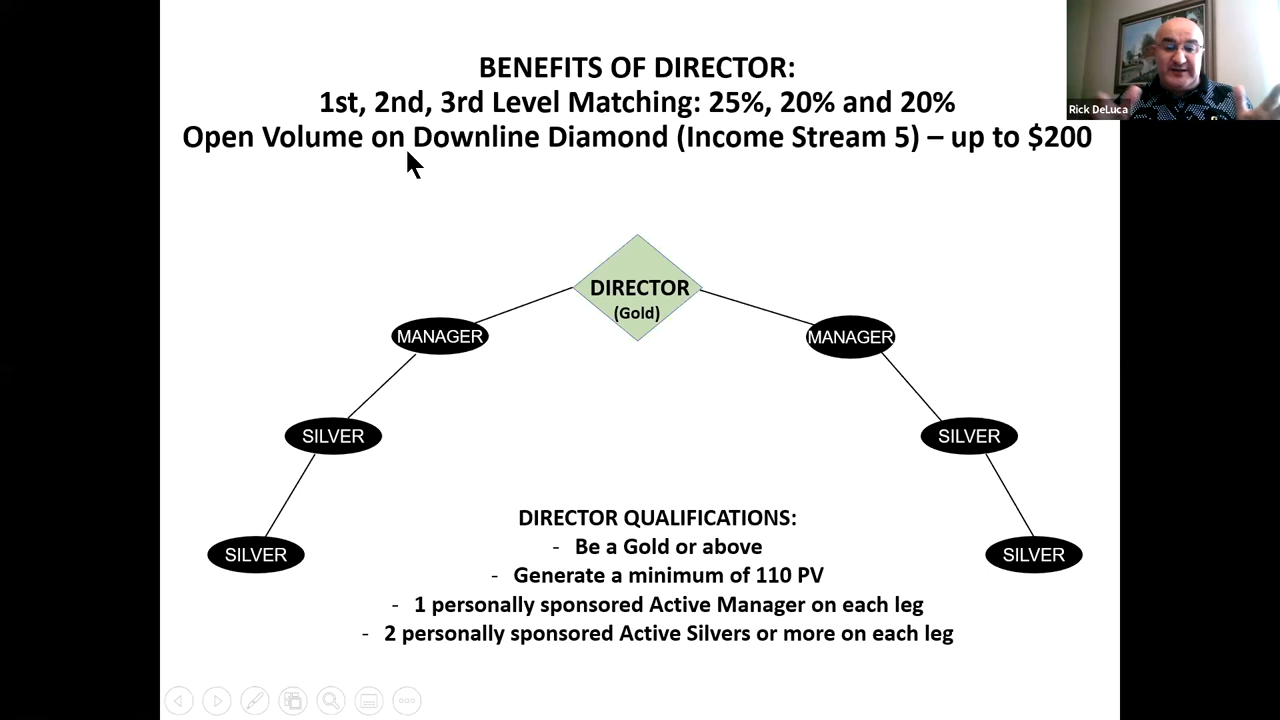 BENEFITS OF DIRECTOR:
1st, 2nd, 3rd Level Matching: 25%, 20% and 20%
Open Volume on Downline Diamond (Income Stream 5) – up to $200
Rick DeLuca
DIRECTOR
(Gold)
MANAGER
MANAGER
SILVER
SILVER
SILVER
SILVER
DIRECTOR QUALIFICATIONS:
- Be a Gold or above
- Generate a minimum of 110 PV
- 1 personally sponsored Active Manager on each leg
- 2 personally sponsored Active Silvers or more on each leg